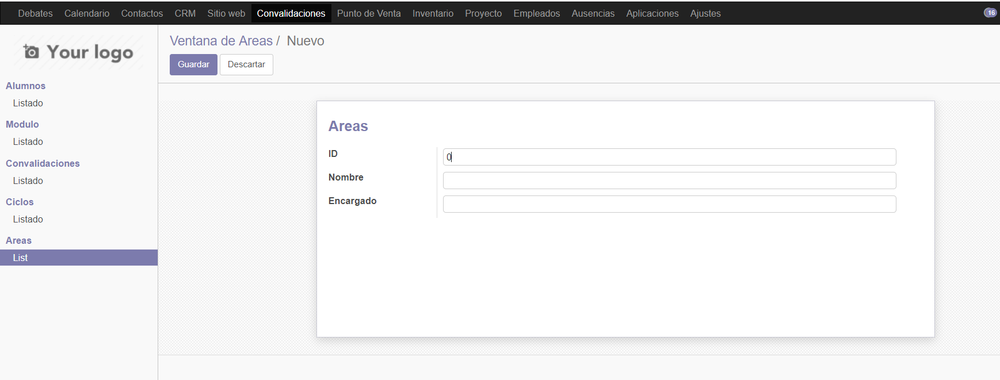 Debates Calendario Contactos CRM Sitio web Convalidaciones Punto de Venta Inventario Proyecto Empleados Ausencias Aplicaciones Ajustes 16
Your logo
Alumnos
Listado
Modulo
Listado
Convalidaciones
Listado
Ciclos
Listado
Areas
List
Ventana de Areas / Nuevo
Guardar Descartar
Areas
ID 0
Nombre
Encargado